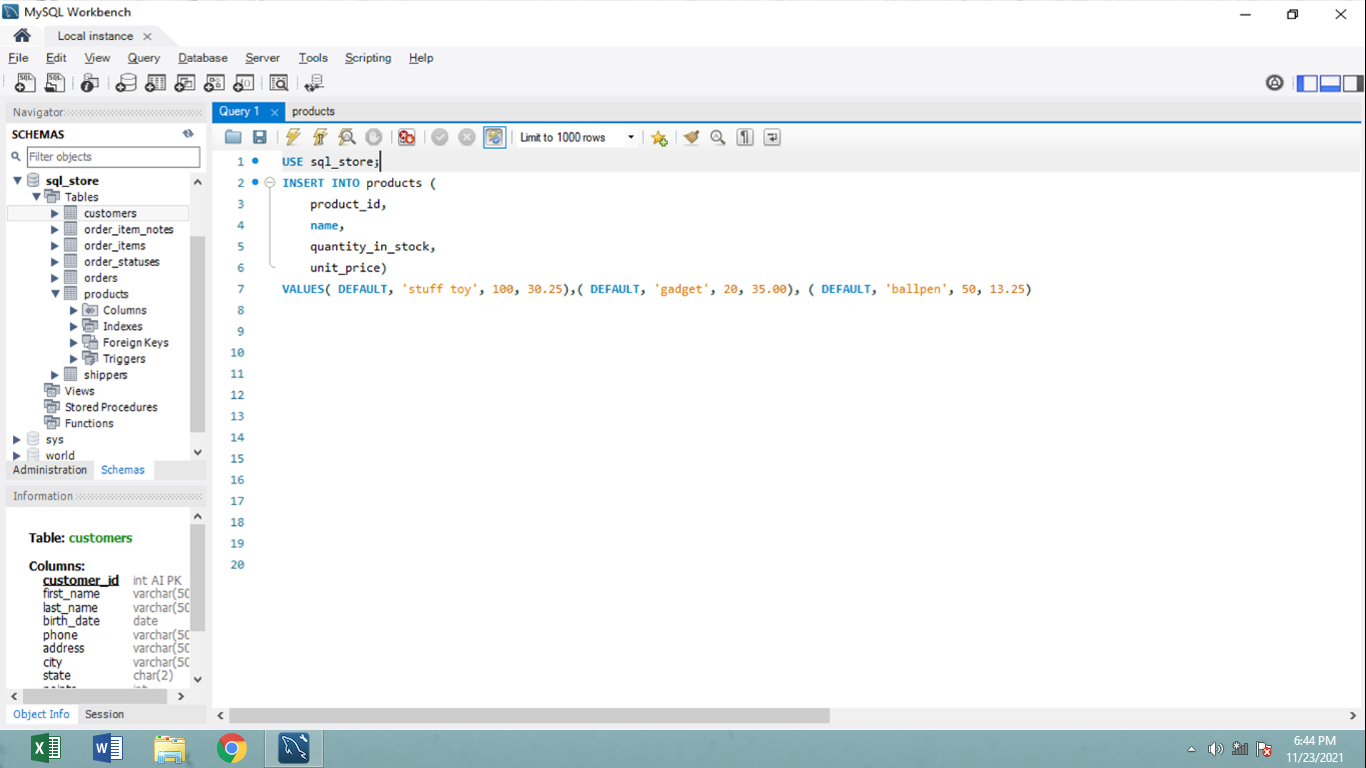 MySQL Workbench
Local instance
File Edit View Query Database Server Tools Scripting Help
Navigator
SCHEMAS
Filter objects
sql_store
Tables
customers
order_item_notes
order_items
order_statuses
orders
products
Columns
Indexes
Foreign Keys
Triggers
shippers
Views
Stored Procedures
Functions
sys
world
Administration Schemas
Information
Table: customers
Columns:
customer_id int AI PK
first_name varchar(50
last_name varchar(50
birth_date date
phone varchar(50
address varchar(50
city varchar(50
state char(2)
Object Info Session
Query 1 products
Limit to 1000 rows
1 USE sql_store;
2 INSERT INTO products (
3 product_id,
4 name,
5 quantity_in_stock,
6 unit_price)
7 VALUES( DEFAULT, 'stuff toy', 100, 30.25),( DEFAULT, 'gadget', 20, 35.00), ( DEFAULT, 'ballpen', 50, 13.25)
8
9
10
11
12
13
14
15
16
17
18
19
20
6:44 PM
11/23/2021